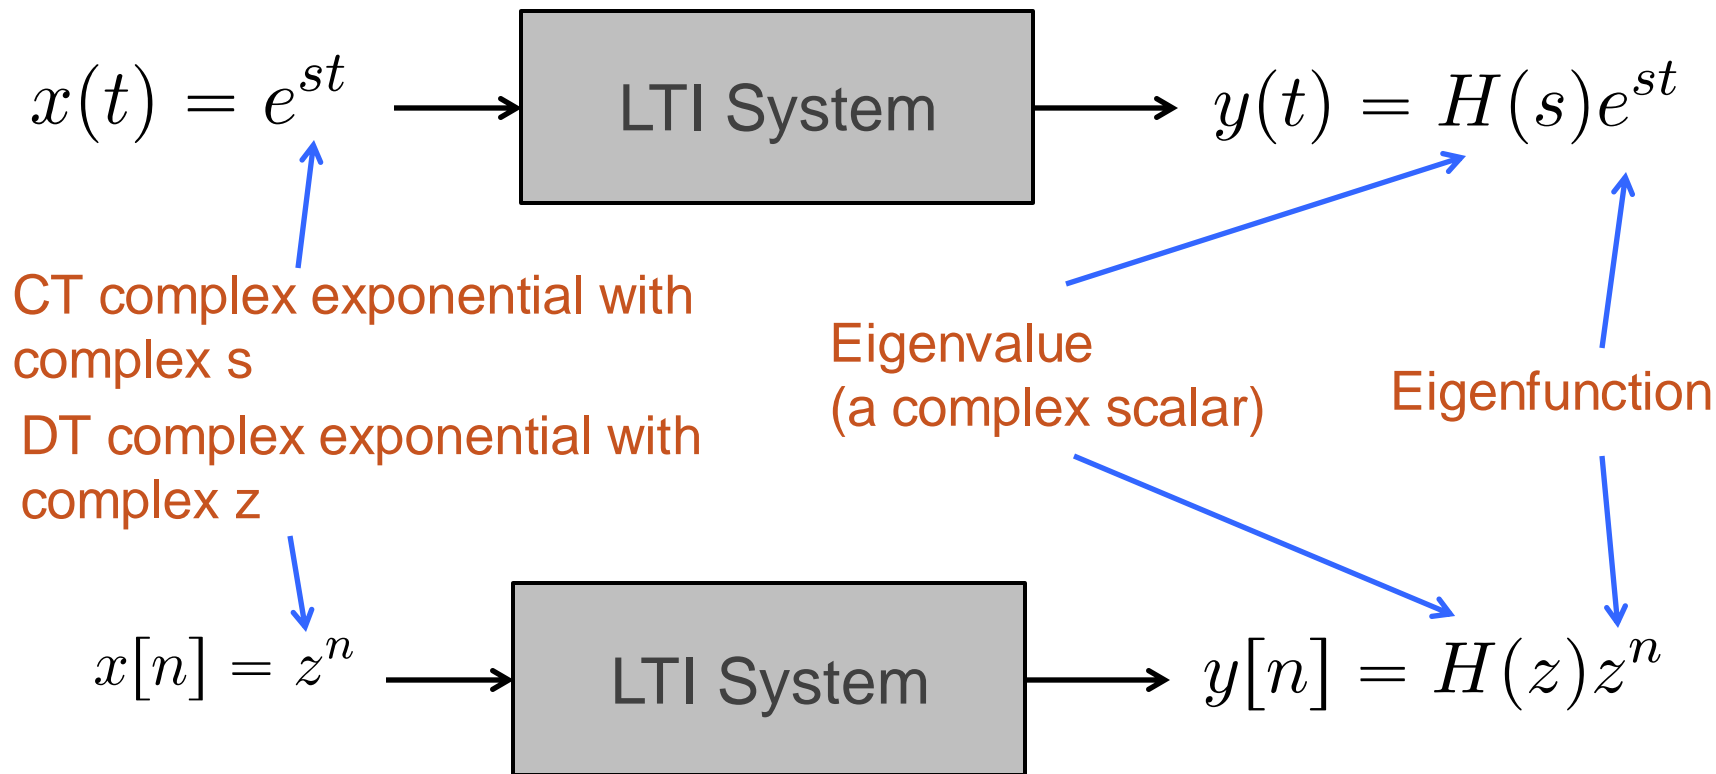 x(t) = e^{st}
LTI System
y(t) = H(s)e^{st}
CT complex exponential with
complex s
Eigenvalue
(a complex scalar)
Eigenfunction
DT complex exponential with
complex z
x[n] = z^n
LTI System
y[n] = H(z)z^n